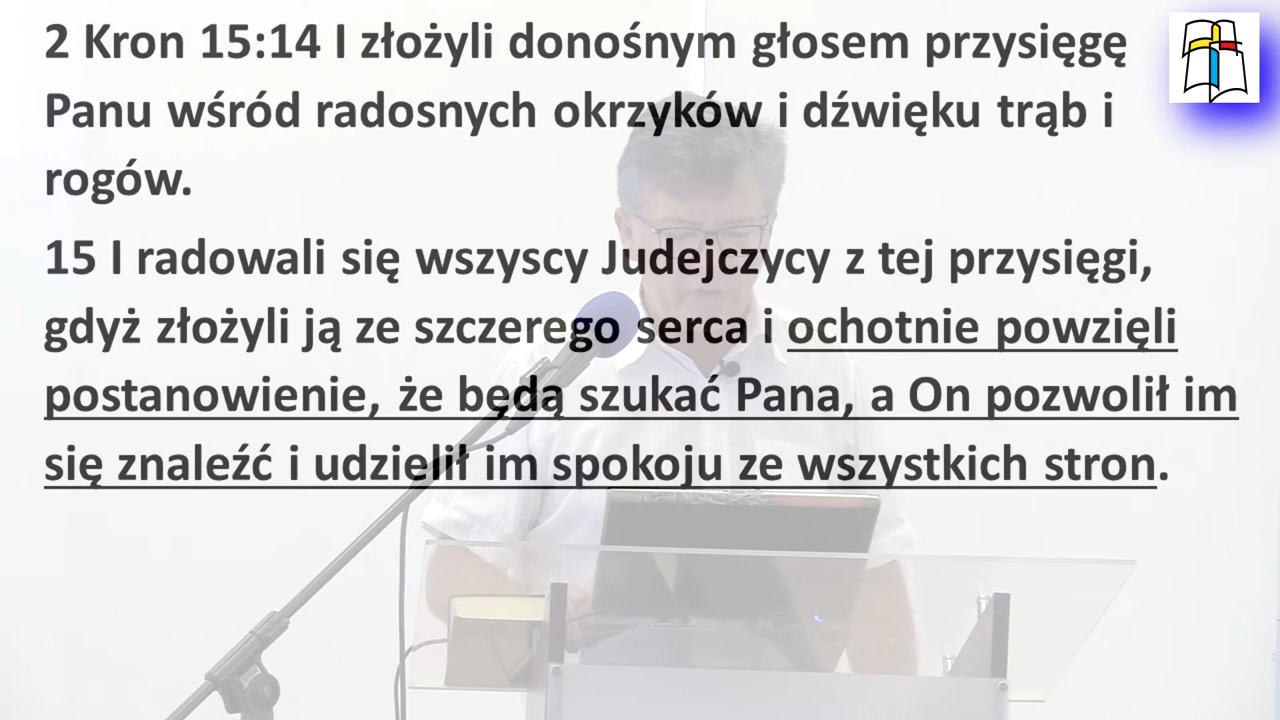 2 Kron 15:14 I złożyli donośnym głosem przysięgę
Panu wśród radosnych okrzyków i dźwięku trąb i
rogów.
15 I radowali się wszyscy Judejczycy z tej przysięgi,
gdyż złożyli ją ze szczerego serca i ochotnie powzięli
postanowienie, że będą szukać Pana, a On pozwolił im
się znaleźć i udzielił im spokoju ze wszystkich stron.